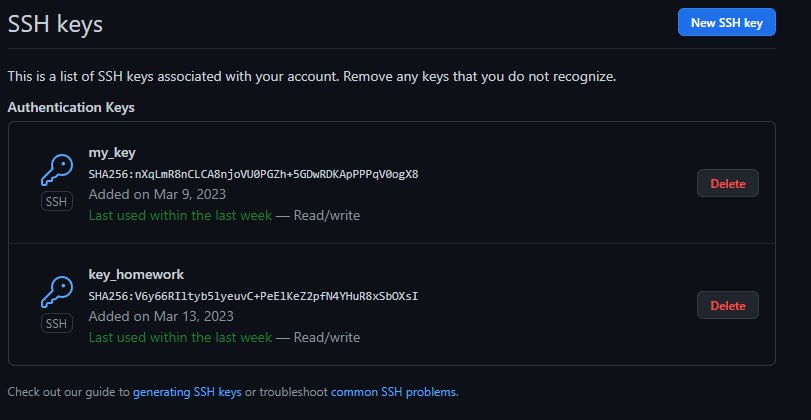 SSH keys
New SSH key
This is a list of SSH keys associated with your account. Remove any keys that you do not recognize.
Authentication Keys
my_key
SHA256:nXqLmR8nCLCA8njoVU0PGZh+5GDwRDKApPPPqV0ogX8
SSH
Added on Mar 9, 2023
Last used within the last week — Read/write
Delete
key_homework
SHA256:V6y66RIltyb5lyeuvC+PeElKeZ2pfN4YHuR8xSbOXsI
SSH
Added on Mar 13, 2023
Last used within the last week — Read/write
Delete
Check out our guide to generating SSH keys or troubleshoot common SSH problems.